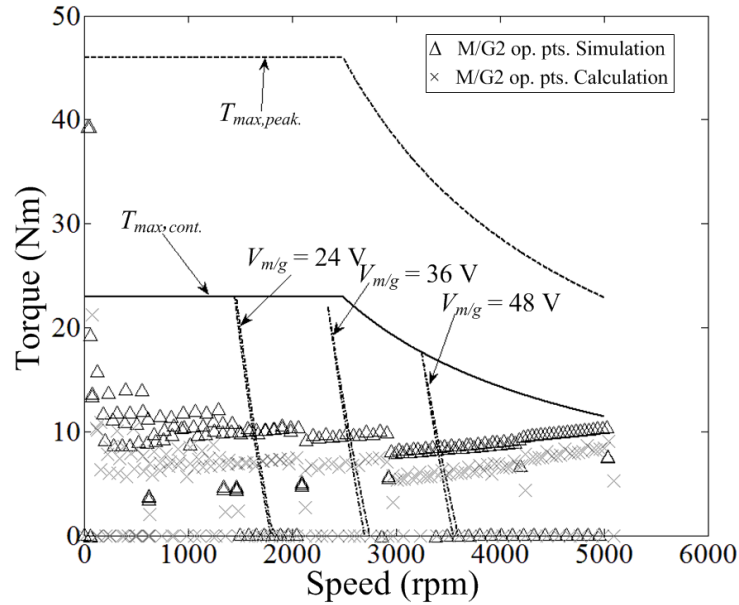 50
△ M/G2 op. pts. Simulation
× M/G2 op. pts. Calculation
40
T_max,peak.
30
T_max,cont.
V_m/g = 24 V
V_m/g = 36 V
V_m/g = 48 V
20
10
0
0 1000 2000 3000 4000 5000 6000
Torque (Nm)
Speed (rpm)